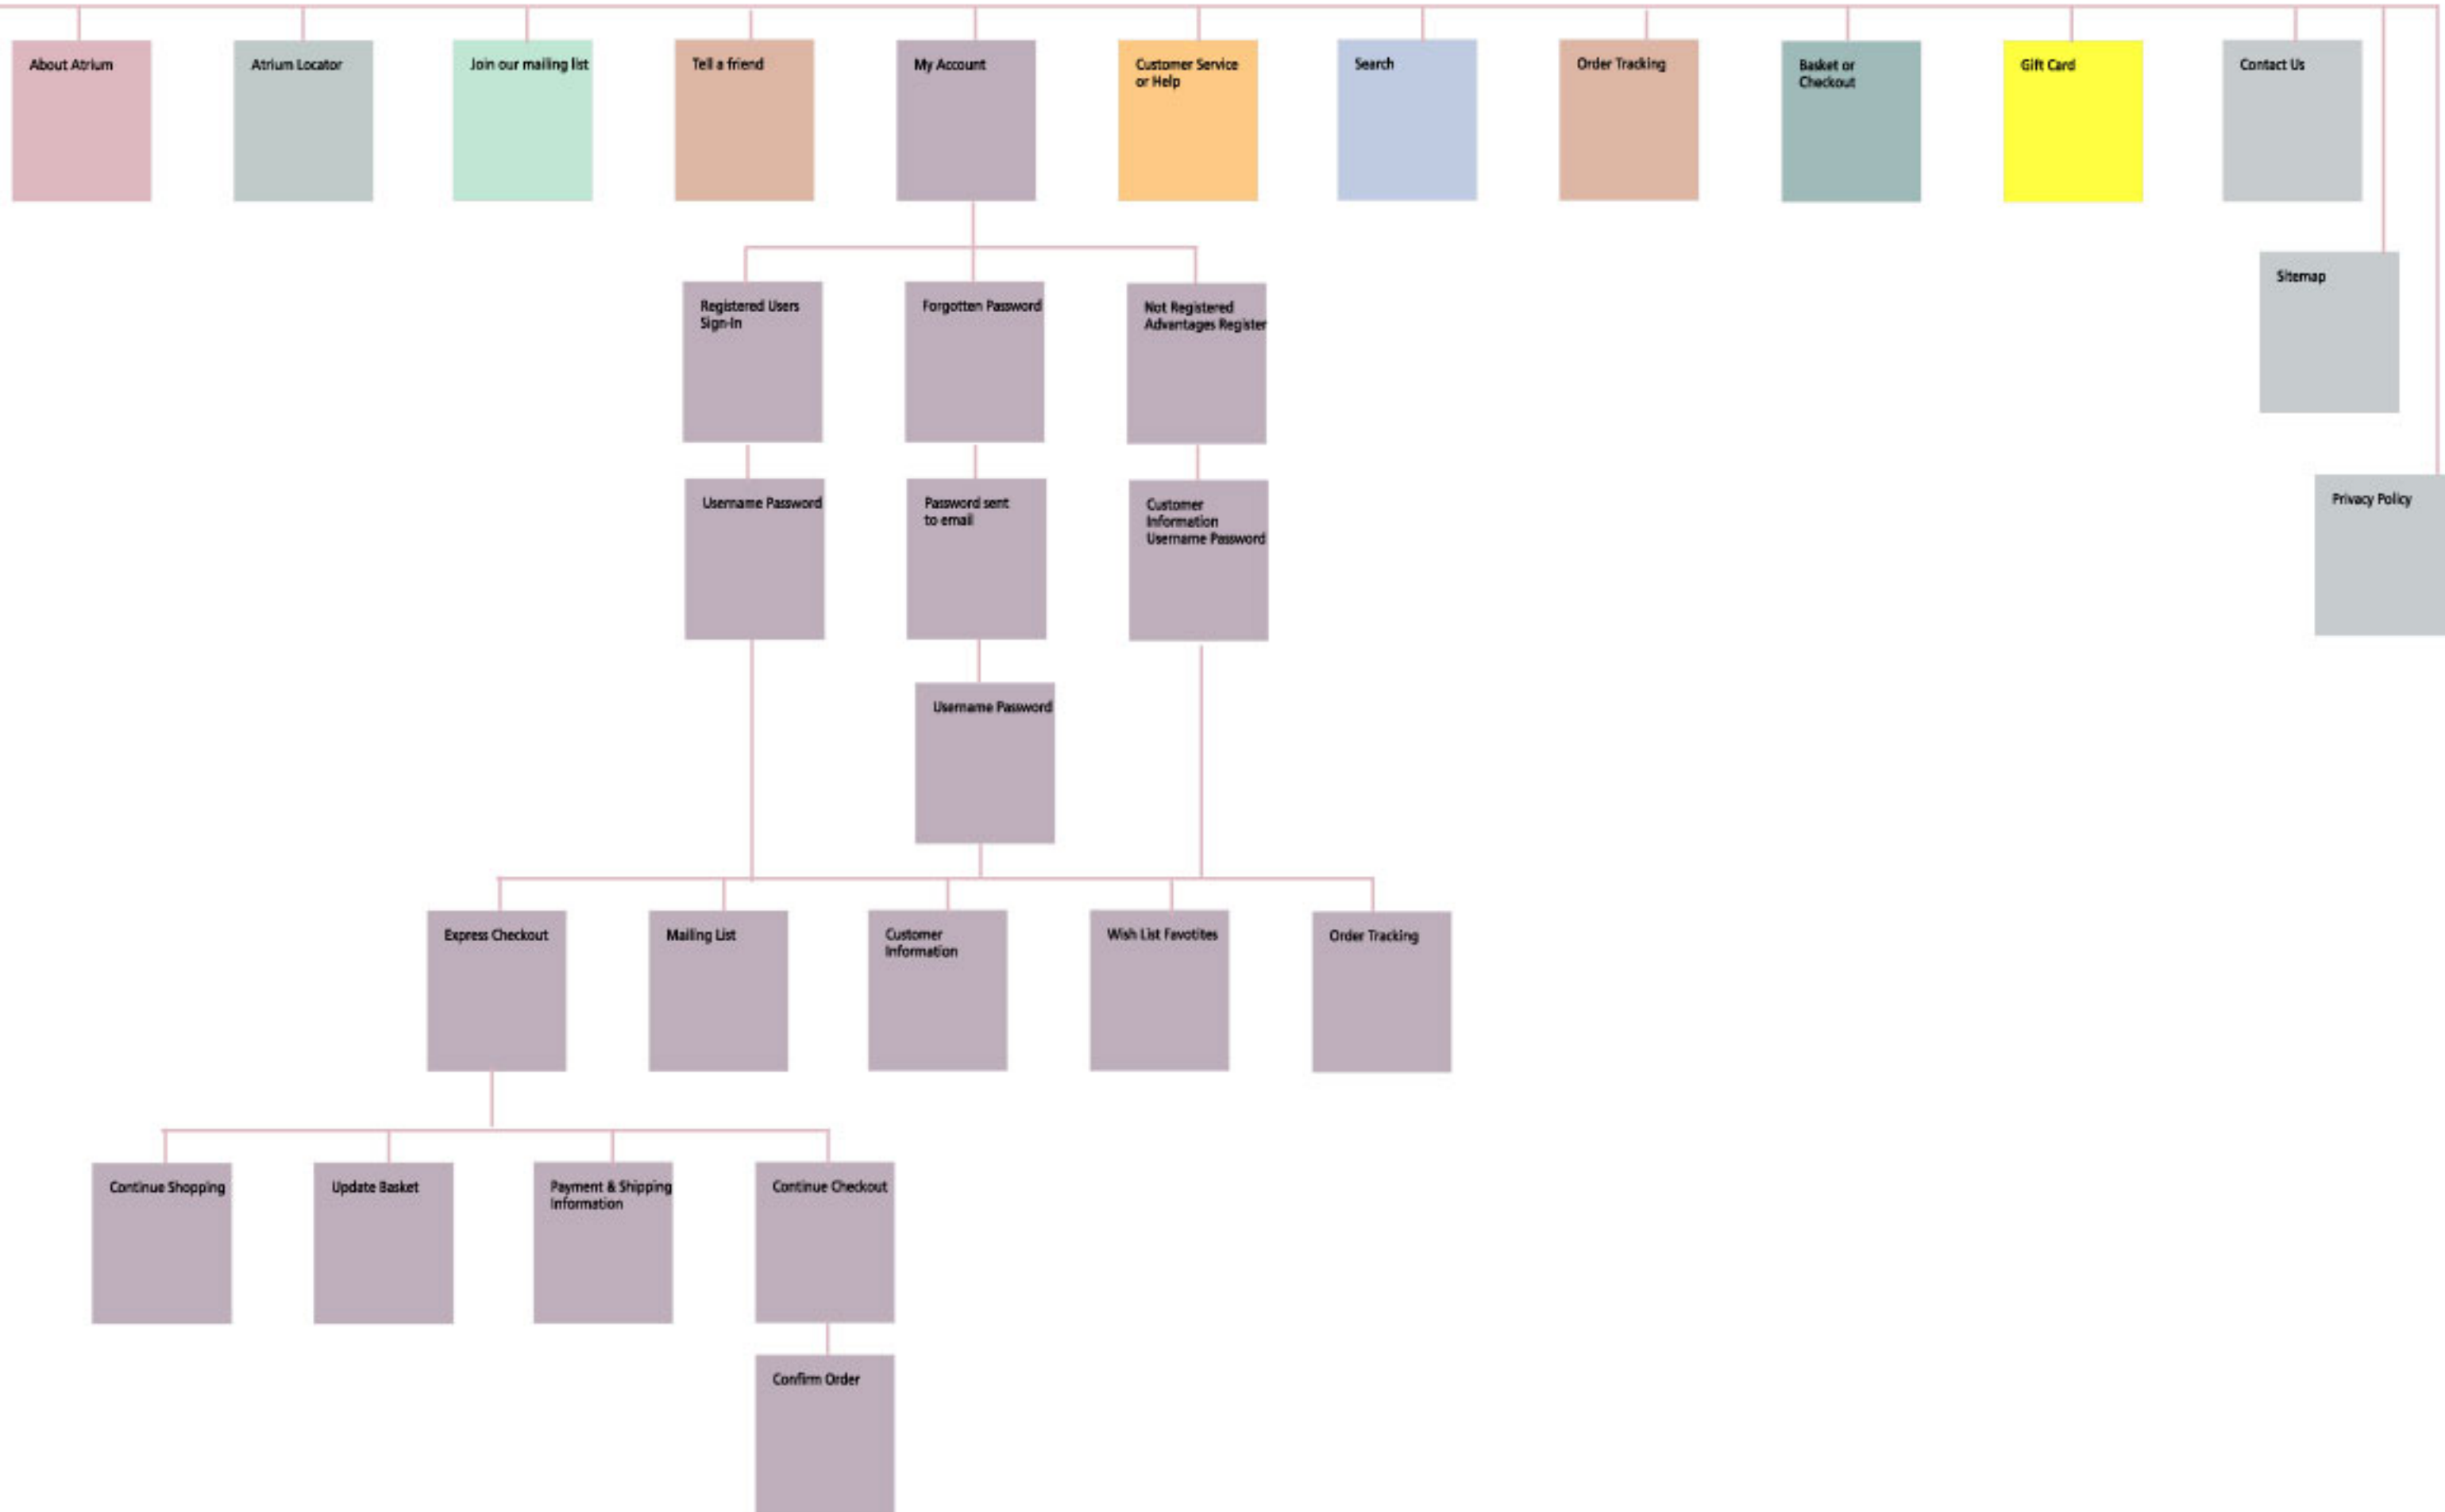 About Atrium
Atrium Locator
Join our mailing list
Tell a friend
My Account
Customer Service
or Help
Search
Order Tracking
Basket or
Checkout
Gift Card
Contact Us
Sitemap
Registered Users
Sign-In
Forgotten Password
Not Registered
Advantages Register
Privacy Policy
Username Password
Password sent
to email
Customer
Information
Username Password
Username Password
Express Checkout
Mailing List
Customer
Information
Wish List Favotites
Order Tracking
Continue Shopping
Update Basket
Payment & Shipping
Information
Continue Checkout
Confirm Order